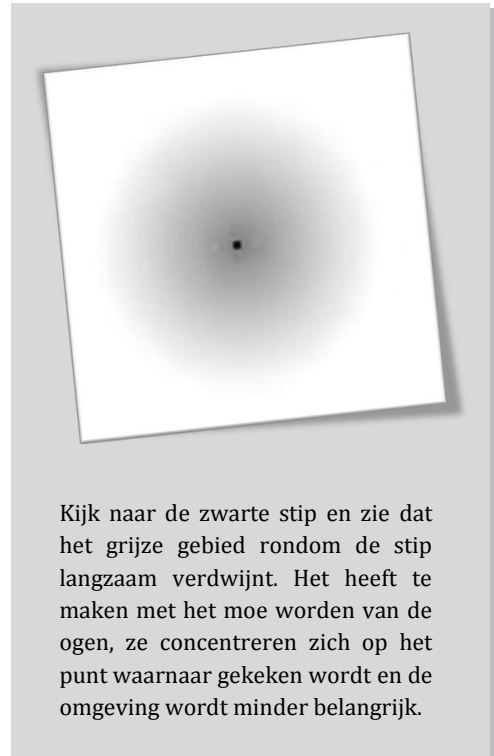 Kijk naar de zwarte stip en zie dat
het grijze gebied rondom de stip
langzaam verdwijnt. Het heeft te
maken met het moe worden van de
ogen, ze concentreren zich op het
punt waarnaar gekeken wordt en de
omgeving wordt minder belangrijk.